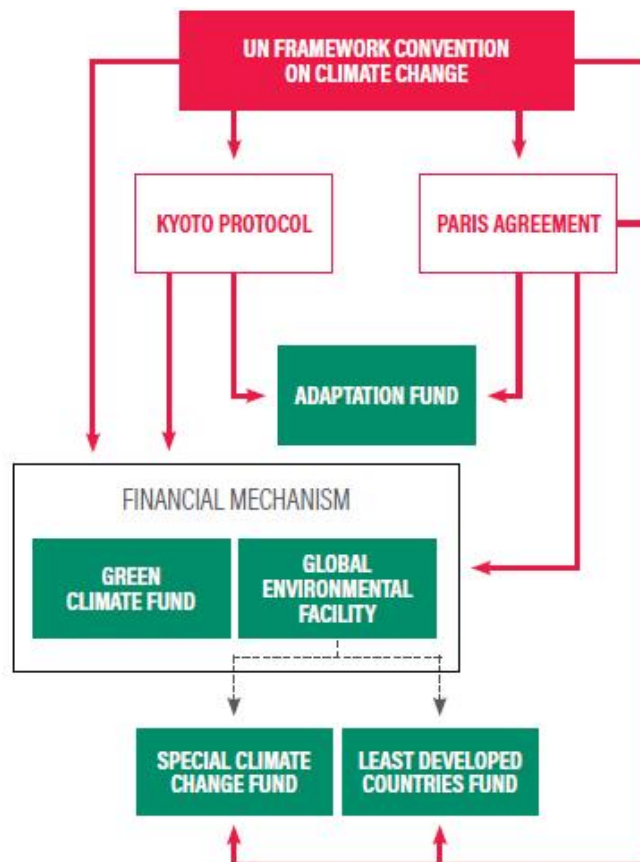 UN FRAMEWORK CONVENTION
ON CLIMATE CHANGE
KYOTO PROTOCOL
PARIS AGREEMENT
ADAPTATION FUND
FINANCIAL MECHANISM
GREEN
CLIMATE FUND
GLOBAL
ENVIRONMENTAL
FACILITY
SPECIAL CLIMATE
CHANGE FUND
LEAST DEVELOPED
COUNTRIES FUND